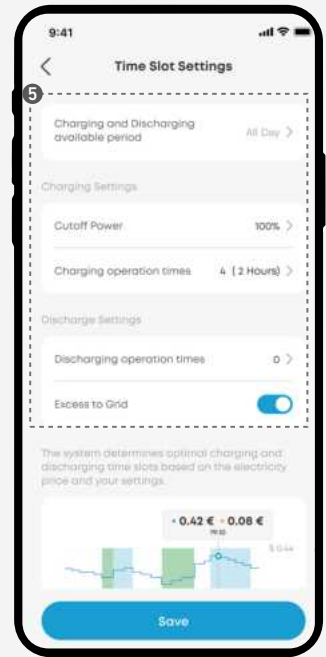 9:41
Time Slot Settings
5
Charging and Discharging
available period
All Day
Charging Settings
Cutoff Power
100%
Charging operation times
4 ( 2 Hours)
Discharge Settings
Discharging operation times
0
Excess to Grid
The system determines optimal charging and
discharging time slots based on the electricity
price and your settings.
0.42 € 0.08 €
Save